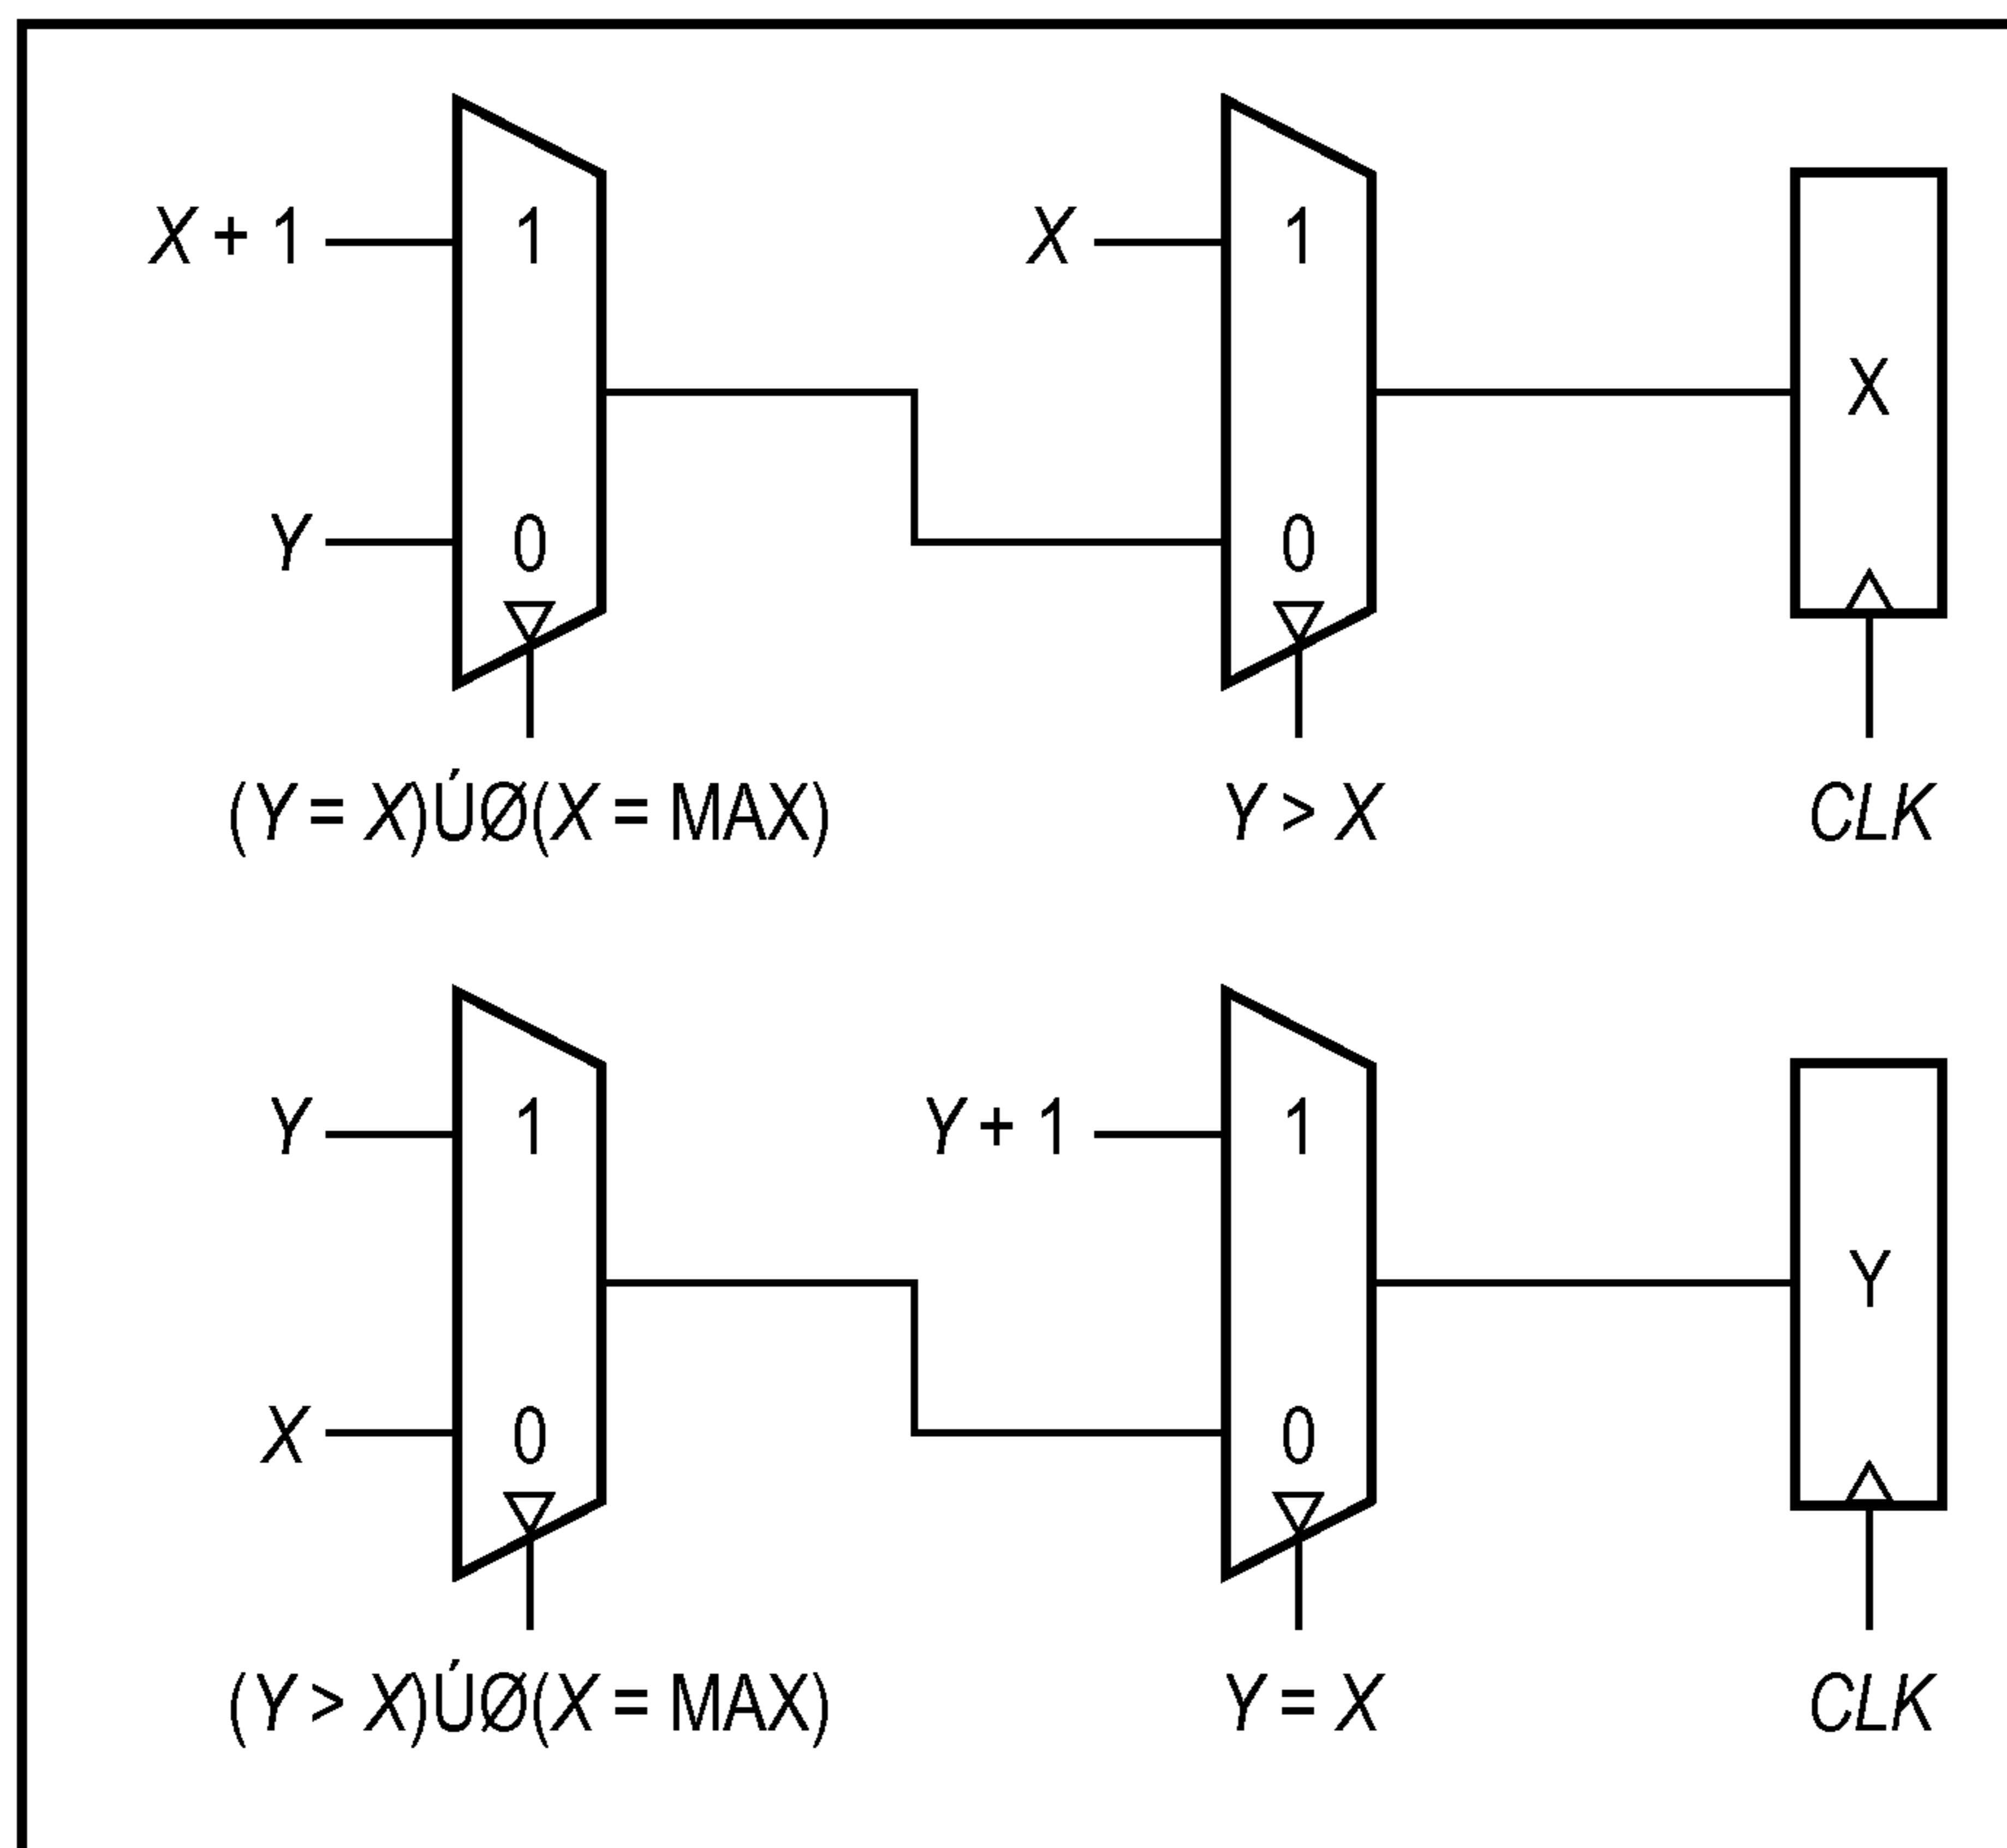 X + 1 1 X 1
X
Y 0 0
(Y = X)ÚØ(X = MAX) Y > X CLK
Y 1 Y + 1 1
Y
X 0 0
(Y > X)ÚØ(X = MAX) Y = X CLK